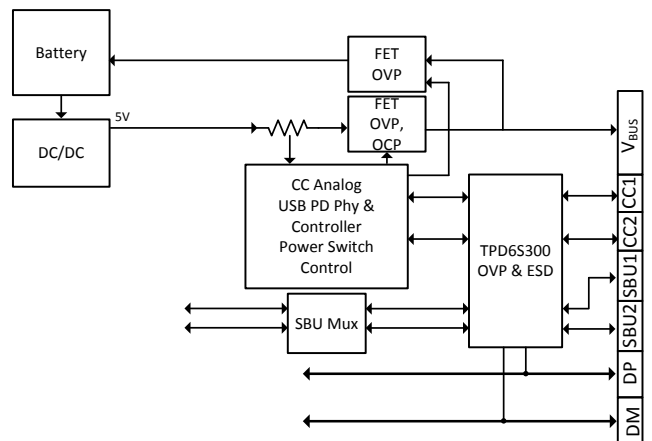 Battery
FET
OVP
5V
FET
OVP,
OCP
DC/DC
VBUS
CC Analog
USB PD Phy &
Controller
Power Switch
Control
TPD6S300
OVP & ESD
CC1
CC2
SBU1
SBU2
SBU Mux
DP
DM